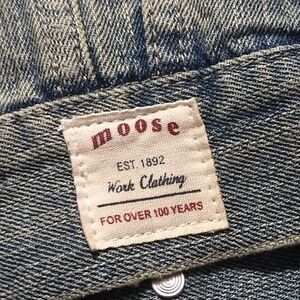 moose
EST 1892
Work Clothing
FOR OVER 100 YEARS